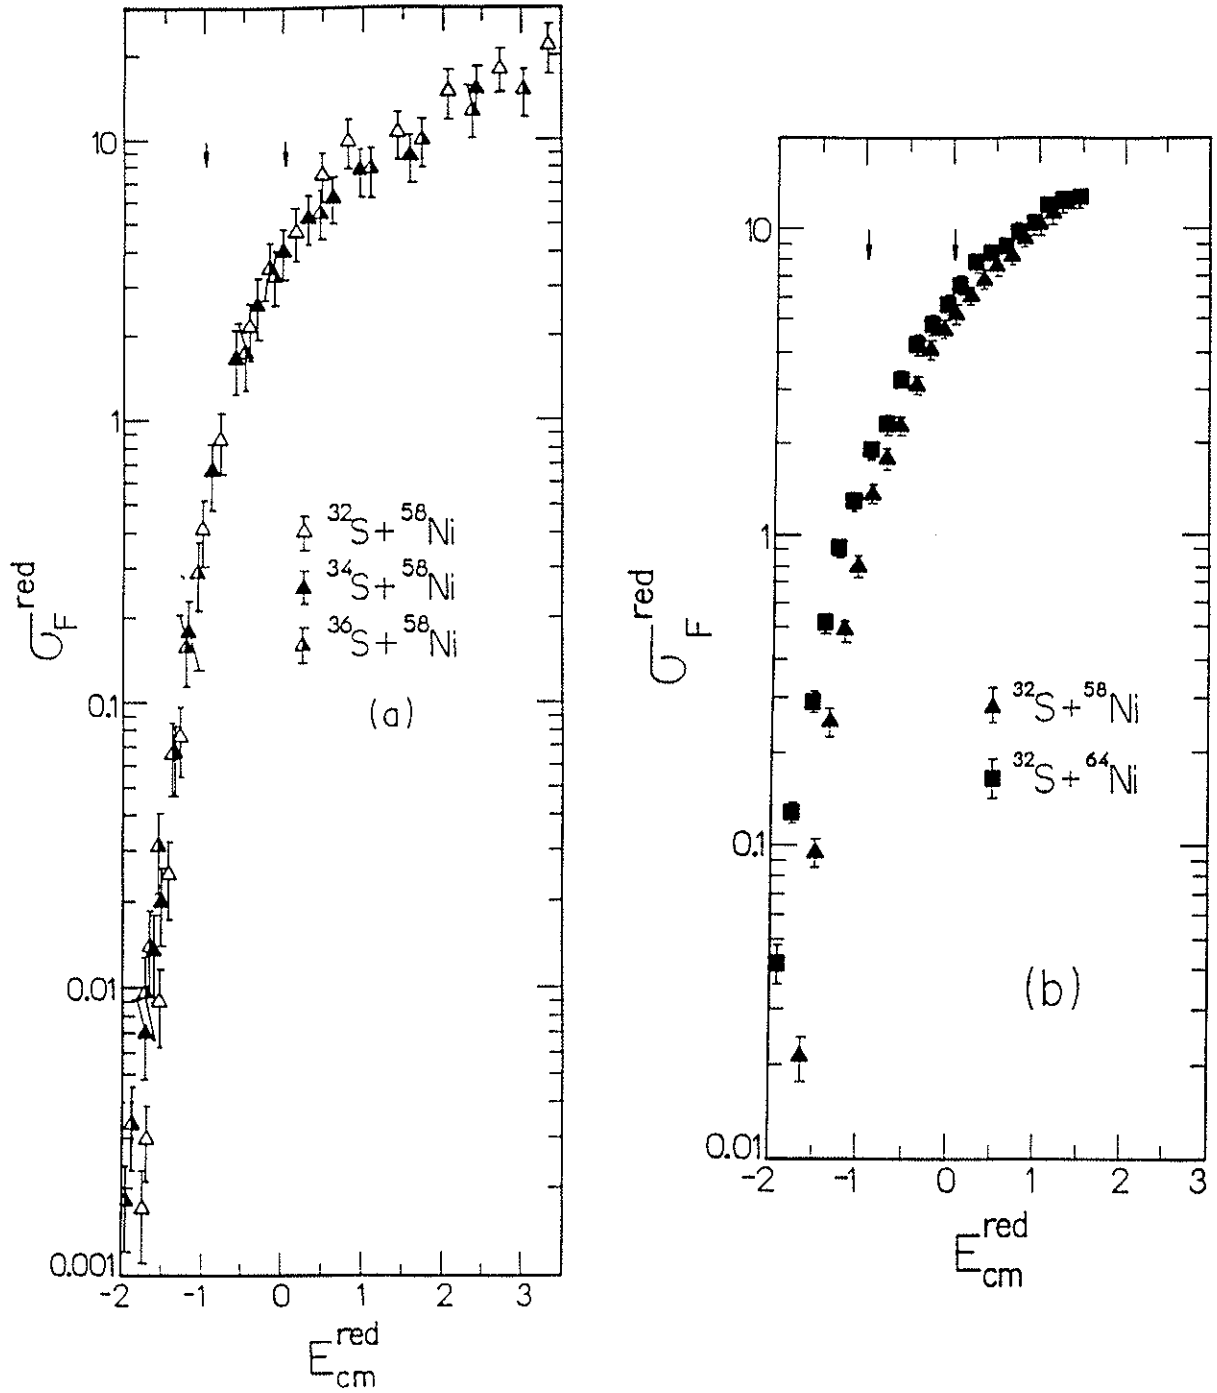 10
1
0.1
0.01
0.001
-2 -1 0 1 2 3
σ_F^red
E_cm^red
³²S + ⁵⁸Ni
³⁴S + ⁵⁸Ni
³⁶S + ⁵⁸Ni
(a)
10
1
0.1
0.01
-2 -1 0 1 2 3
σ_F^red
E_cm^red
³²S + ⁵⁸Ni
³²S + ⁶⁴Ni
(b)